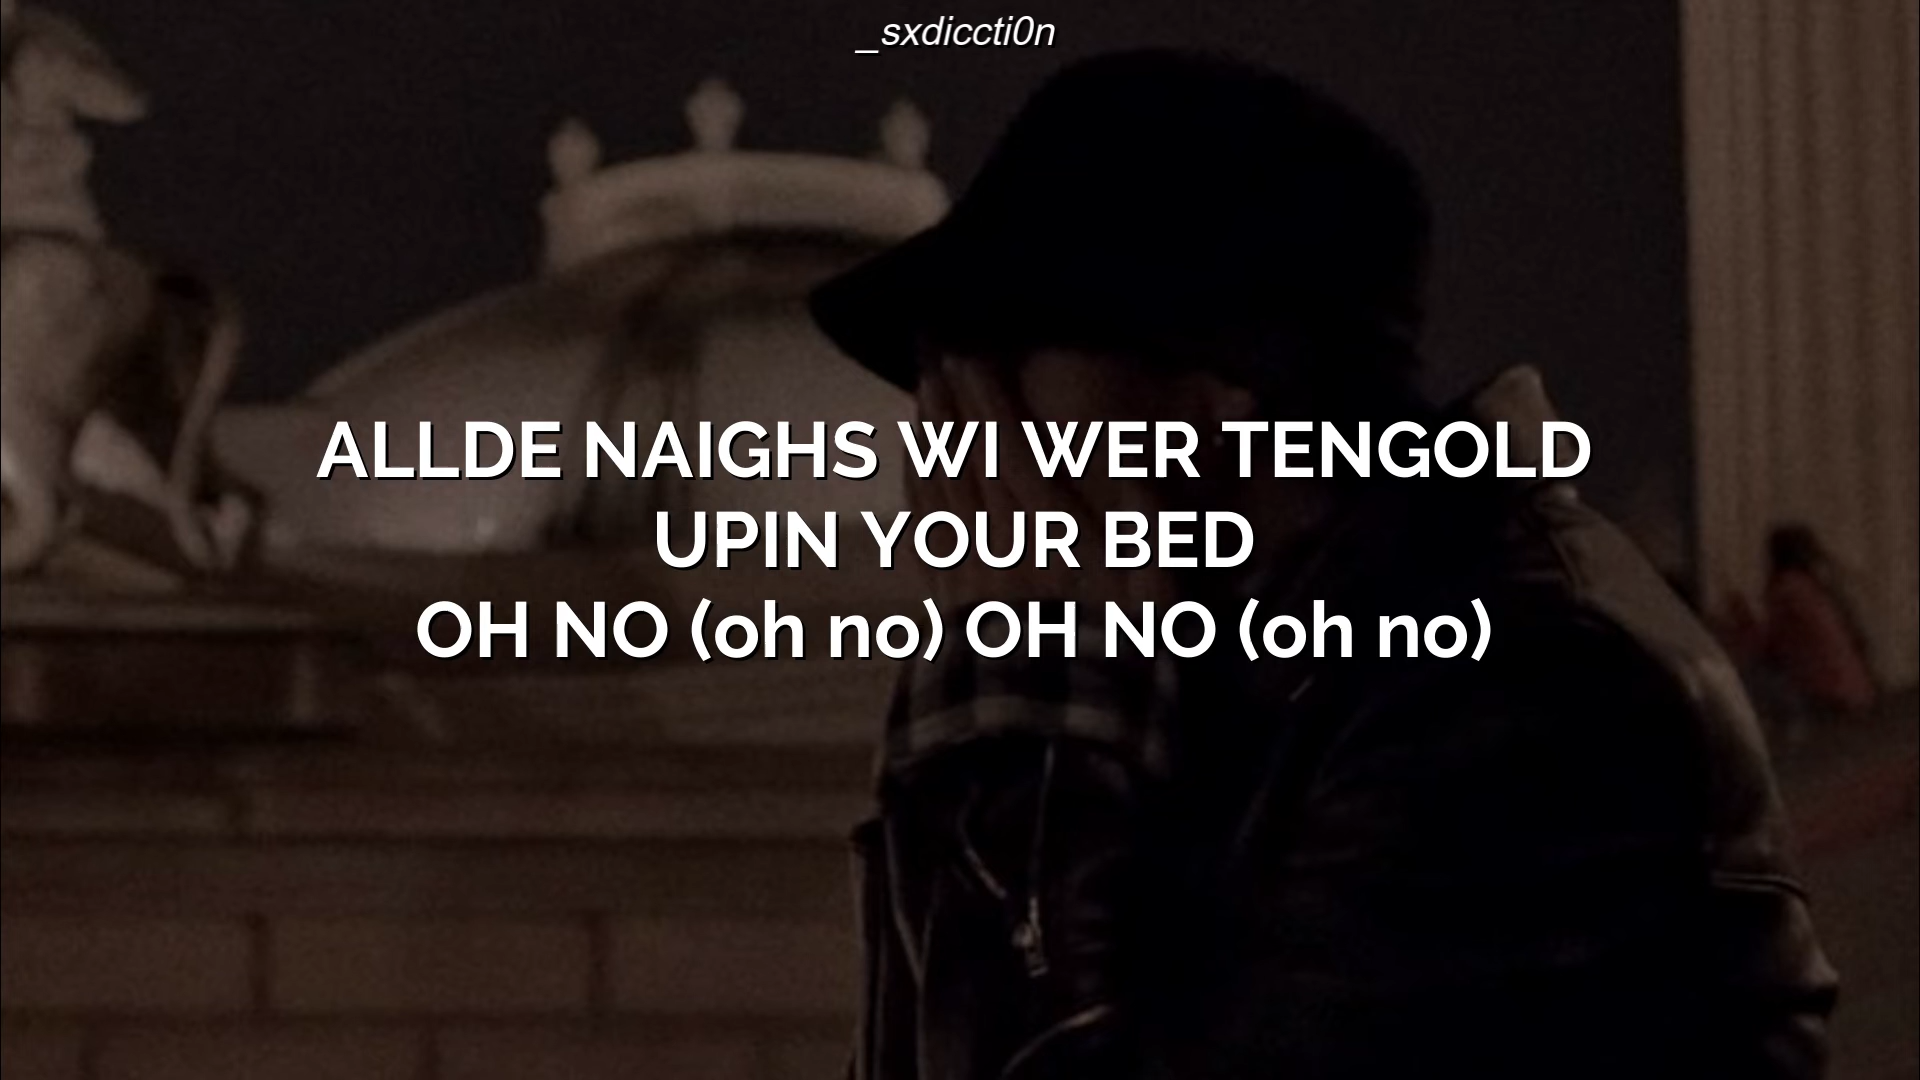 _sxdiccti0n
ALLDE NAIGHS WI WER TENGOLD
UPIN YOUR BED
OH NO (oh no) OH NO (oh no)